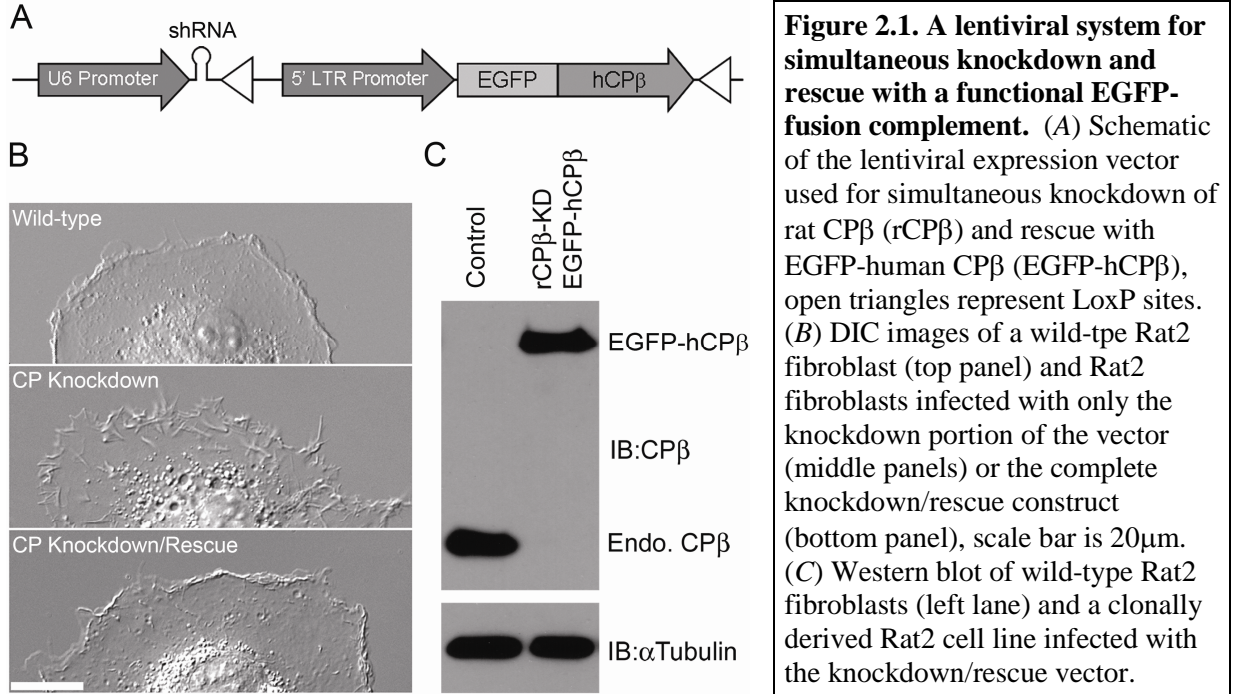 A
shRNA
U6 Promoter
5' LTR Promoter
EGFP
hCPβ
B
Wild-type
CP Knockdown
CP Knockdown/Rescue
C
Control
rCPβ-KD
EGFP-hCPβ
EGFP-hCPβ
IB:CPβ
Endo. CPβ
IB:αTubulin
Figure 2.1. A lentiviral system for
simultaneous knockdown and
rescue with a functional EGFP-
fusion complement. (A) Schematic
of the lentiviral expression vector
used for simultaneous knockdown of
rat CPβ (rCPβ) and rescue with
EGFP-human CPβ (EGFP-hCPβ),
open triangles represent LoxP sites.
(B) DIC images of a wild-tpe Rat2
fibroblast (top panel) and Rat2
fibroblasts infected with only the
knockdown portion of the vector
(middle panels) or the complete
knockdown/rescue construct
(bottom panel), scale bar is 20μm.
(C) Western blot of wild-type Rat2
fibroblasts (left lane) and a clonally
derived Rat2 cell line infected with
the knockdown/rescue vector.